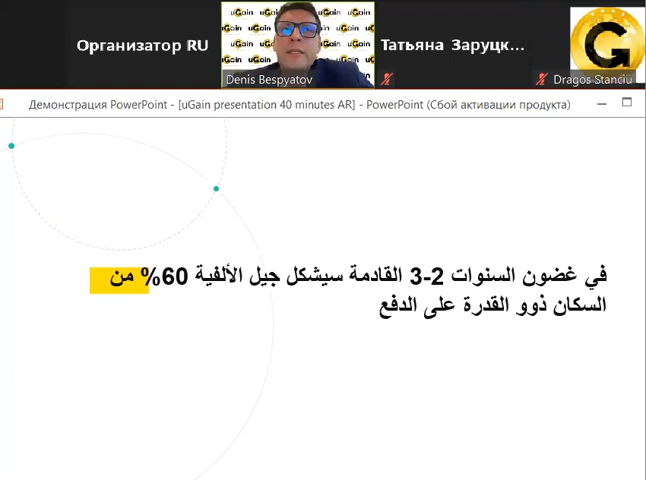 Организатор RU
Denis Bespyatov
Татьяна Заруцк...
Dragos Stanciu
Демонстрация PowerPoint - [uGain presentation 40 minutes AR] - PowerPoint (Сбой активации продукта)
في غضون السنوات 2-3 القادمة سيشكل جيل الألفية 60% من
السكان ذوو القدرة على الدفع